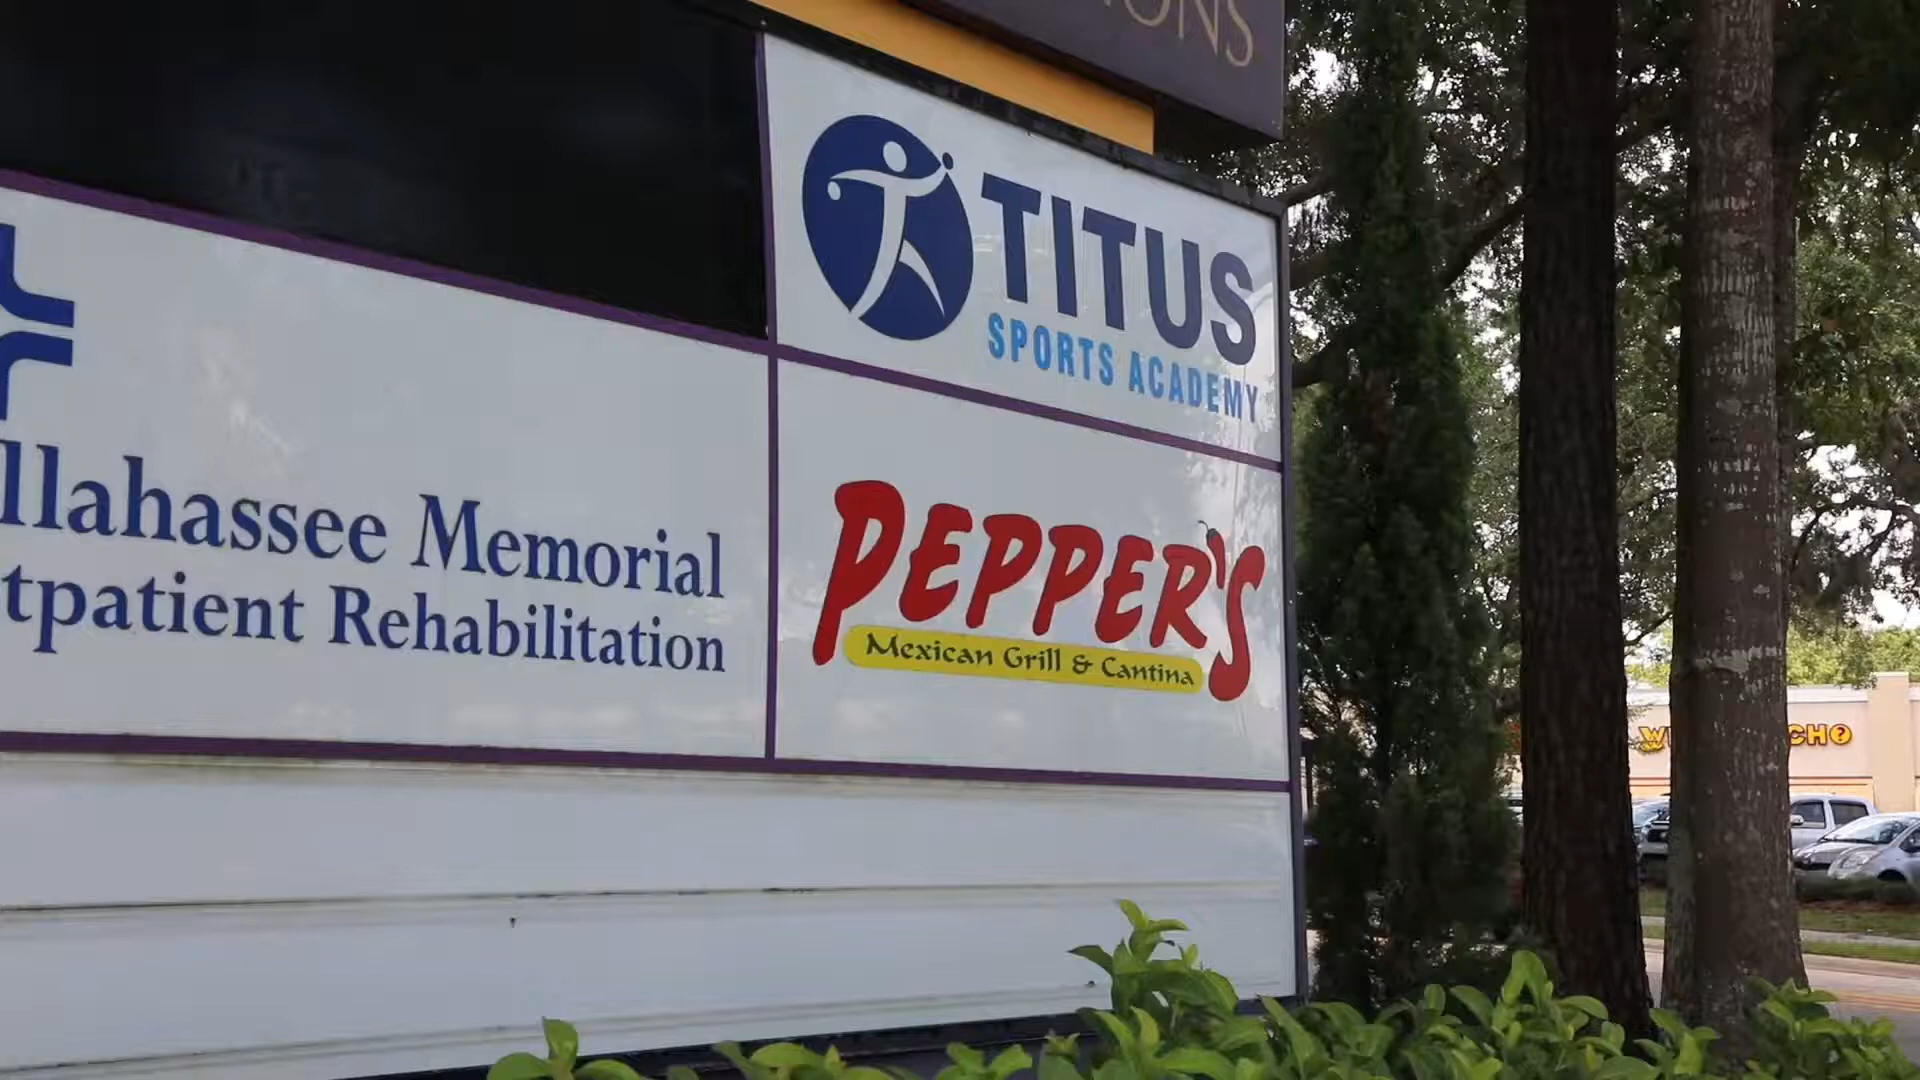 TITUS
SPORTS ACADEMY
llahassee Memorial
tpatient Rehabilitation
PEPPER'S
Mexican Grill & Cantina